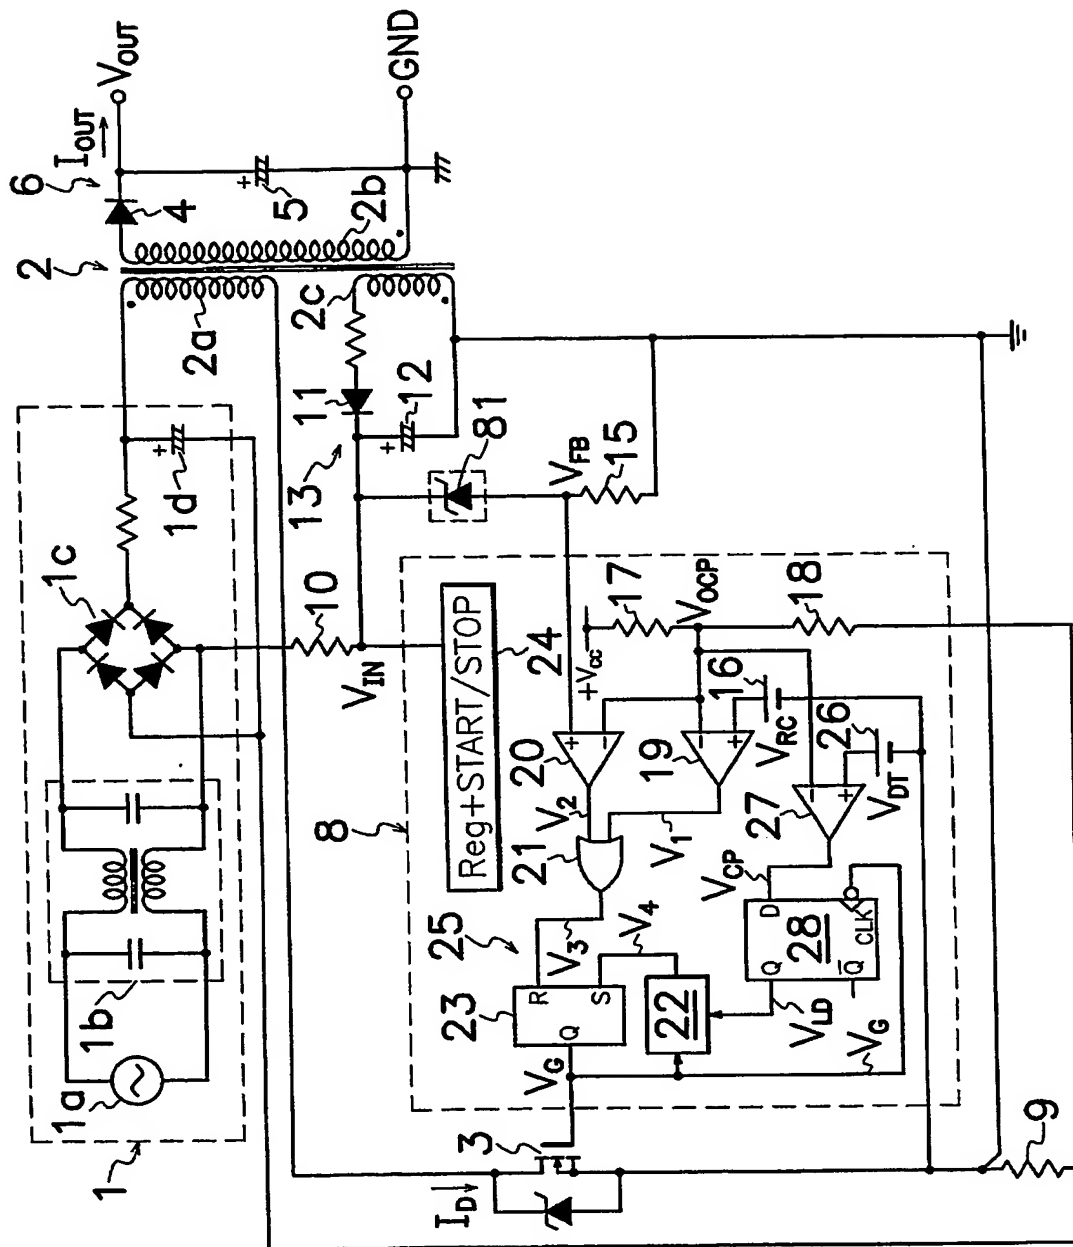 1
1a
1b
1c
1d
2
2a
2b
2c
6
4
5
I_OUT
V_OUT
GND
10
V_IN
13
11
12
81
V_FB
15
8
Reg+START/STOP
24
+V_CC
17
V_OCP
18
20
+
-
V_2
21
V_1
19
-
+
16
V_RC
26
V_DT
27
-
+
V_CP
25
V_3
V_4
23
R
S
Q
22
28
D
Q
Q̅
CLK
V_LD
V_G
V_G
3
I_D
9
+
+
+